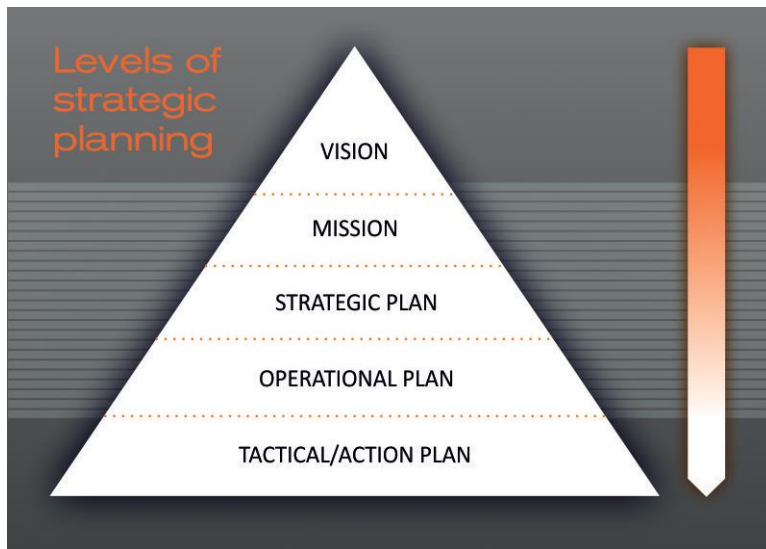 Levels of
strategic
planning
VISION
MISSION
STRATEGIC PLAN
OPERATIONAL PLAN
TACTICAL/ACTION PLAN